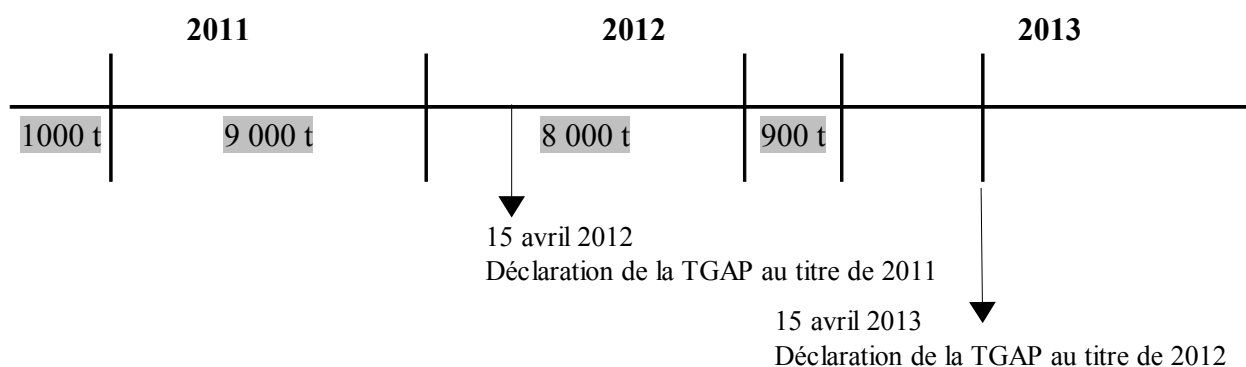 2011 2012 2013
1000 t 9 000 t 8 000 t 900 t
15 avril 2012
Déclaration de la TGAP au titre de 2011
15 avril 2013
Déclaration de la TGAP au titre de 2012